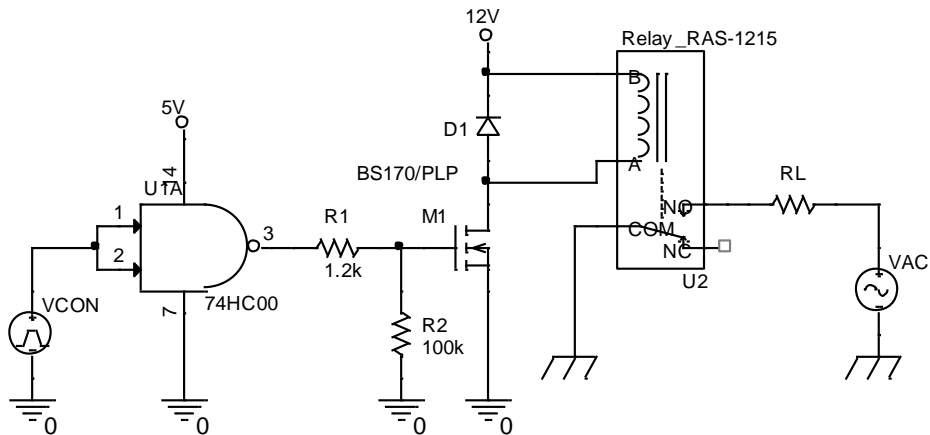 12V
Relay_RAS-1215
B
5V
D1
A
14
BS170/PLP
RL
U1A
1
R1
M1
NO
3
COM
2
1.2k
NC
VAC
U2
74HC00
VCON
7
R2
100k
0
0
0
0